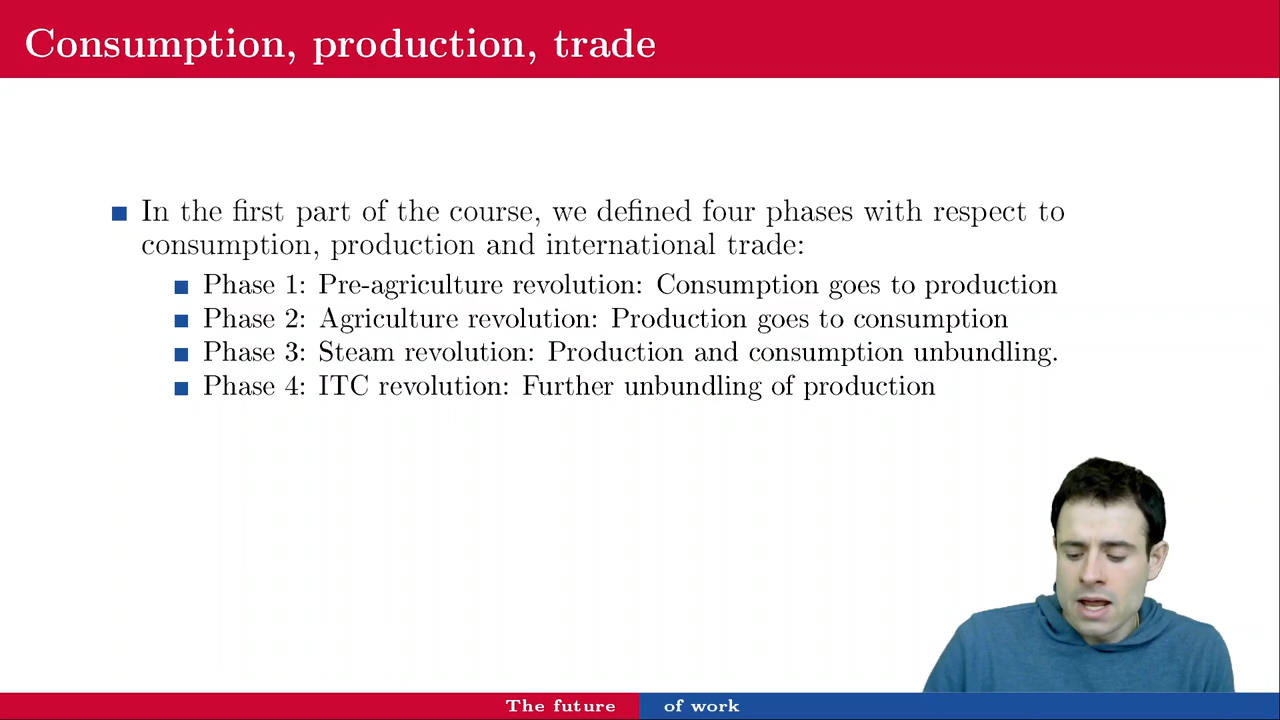 Consumption, production, trade
In the first part of the course, we defined four phases with respect to
consumption, production and international trade:
Phase 1: Pre-agriculture revolution: Consumption goes to production
Phase 2: Agriculture revolution: Production goes to consumption
Phase 3: Steam revolution: Production and consumption unbundling.
Phase 4: ITC revolution: Further unbundling of production
The future of work